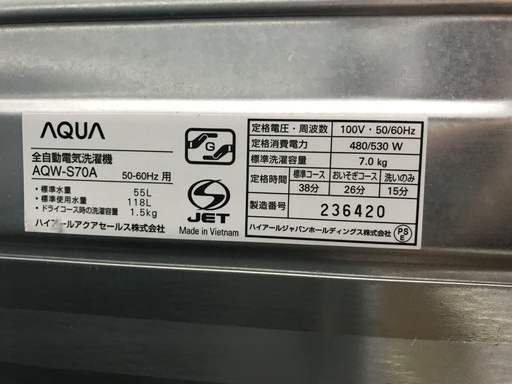 AQUA
全自動電気洗濯機
AQW-S70A 50-60Hz 用
・標準水量 55L
・標準使用水量 118L
・ドライコース時の洗濯容量 1.5kg
ハイアールアクアセールス株式会社
G
S
JET
Made in Vietnam
定格電圧・周波数 100V・50/60Hz
定格消費電力 480/530 W
標準洗濯容量 7.0 kg
定格時間 標準コース おいそぎコース 洗いのみ
38分 26分 15分
製造番号 236420
ハイアールジャパンホールディングス株式会社
PS
E